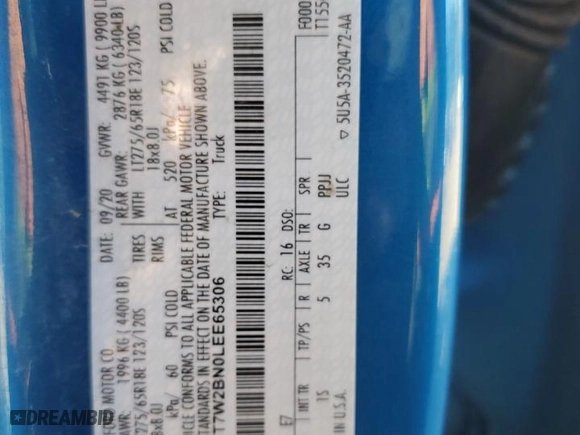 DATE: 09/20 GVWR: 4491 KG ( 9900 LB
MOTOR CO. REAR GAWR: 2876 KG ( 6340 LB)
1996 KG ( 4400 LB) WITH LT275/65R18E 123/120S
275/65R18E 123/120S TIRES 18x8.0J
18x8.0J RIMS
kPa/ 60 PSI COLD AT 520 kPa/ 75 PSI COLD
VEHICLE CONFORMS TO ALL APPLICABLE FEDERAL MOTOR VEHICLE
STANDARDS IN EFFECT ON THE DATE OF MANUFACTURE SHOWN ABOVE.
T7W2BN0LEE65306 TYPE: Truck
F000
T155
E7 RC: 16 DSO:
INT TR TP/PS R AXLE TR SPR
15 5 35 G PPJJ
IN U.S.A. ULC ▽ 5U5A-3520472-AA
DREAMBID